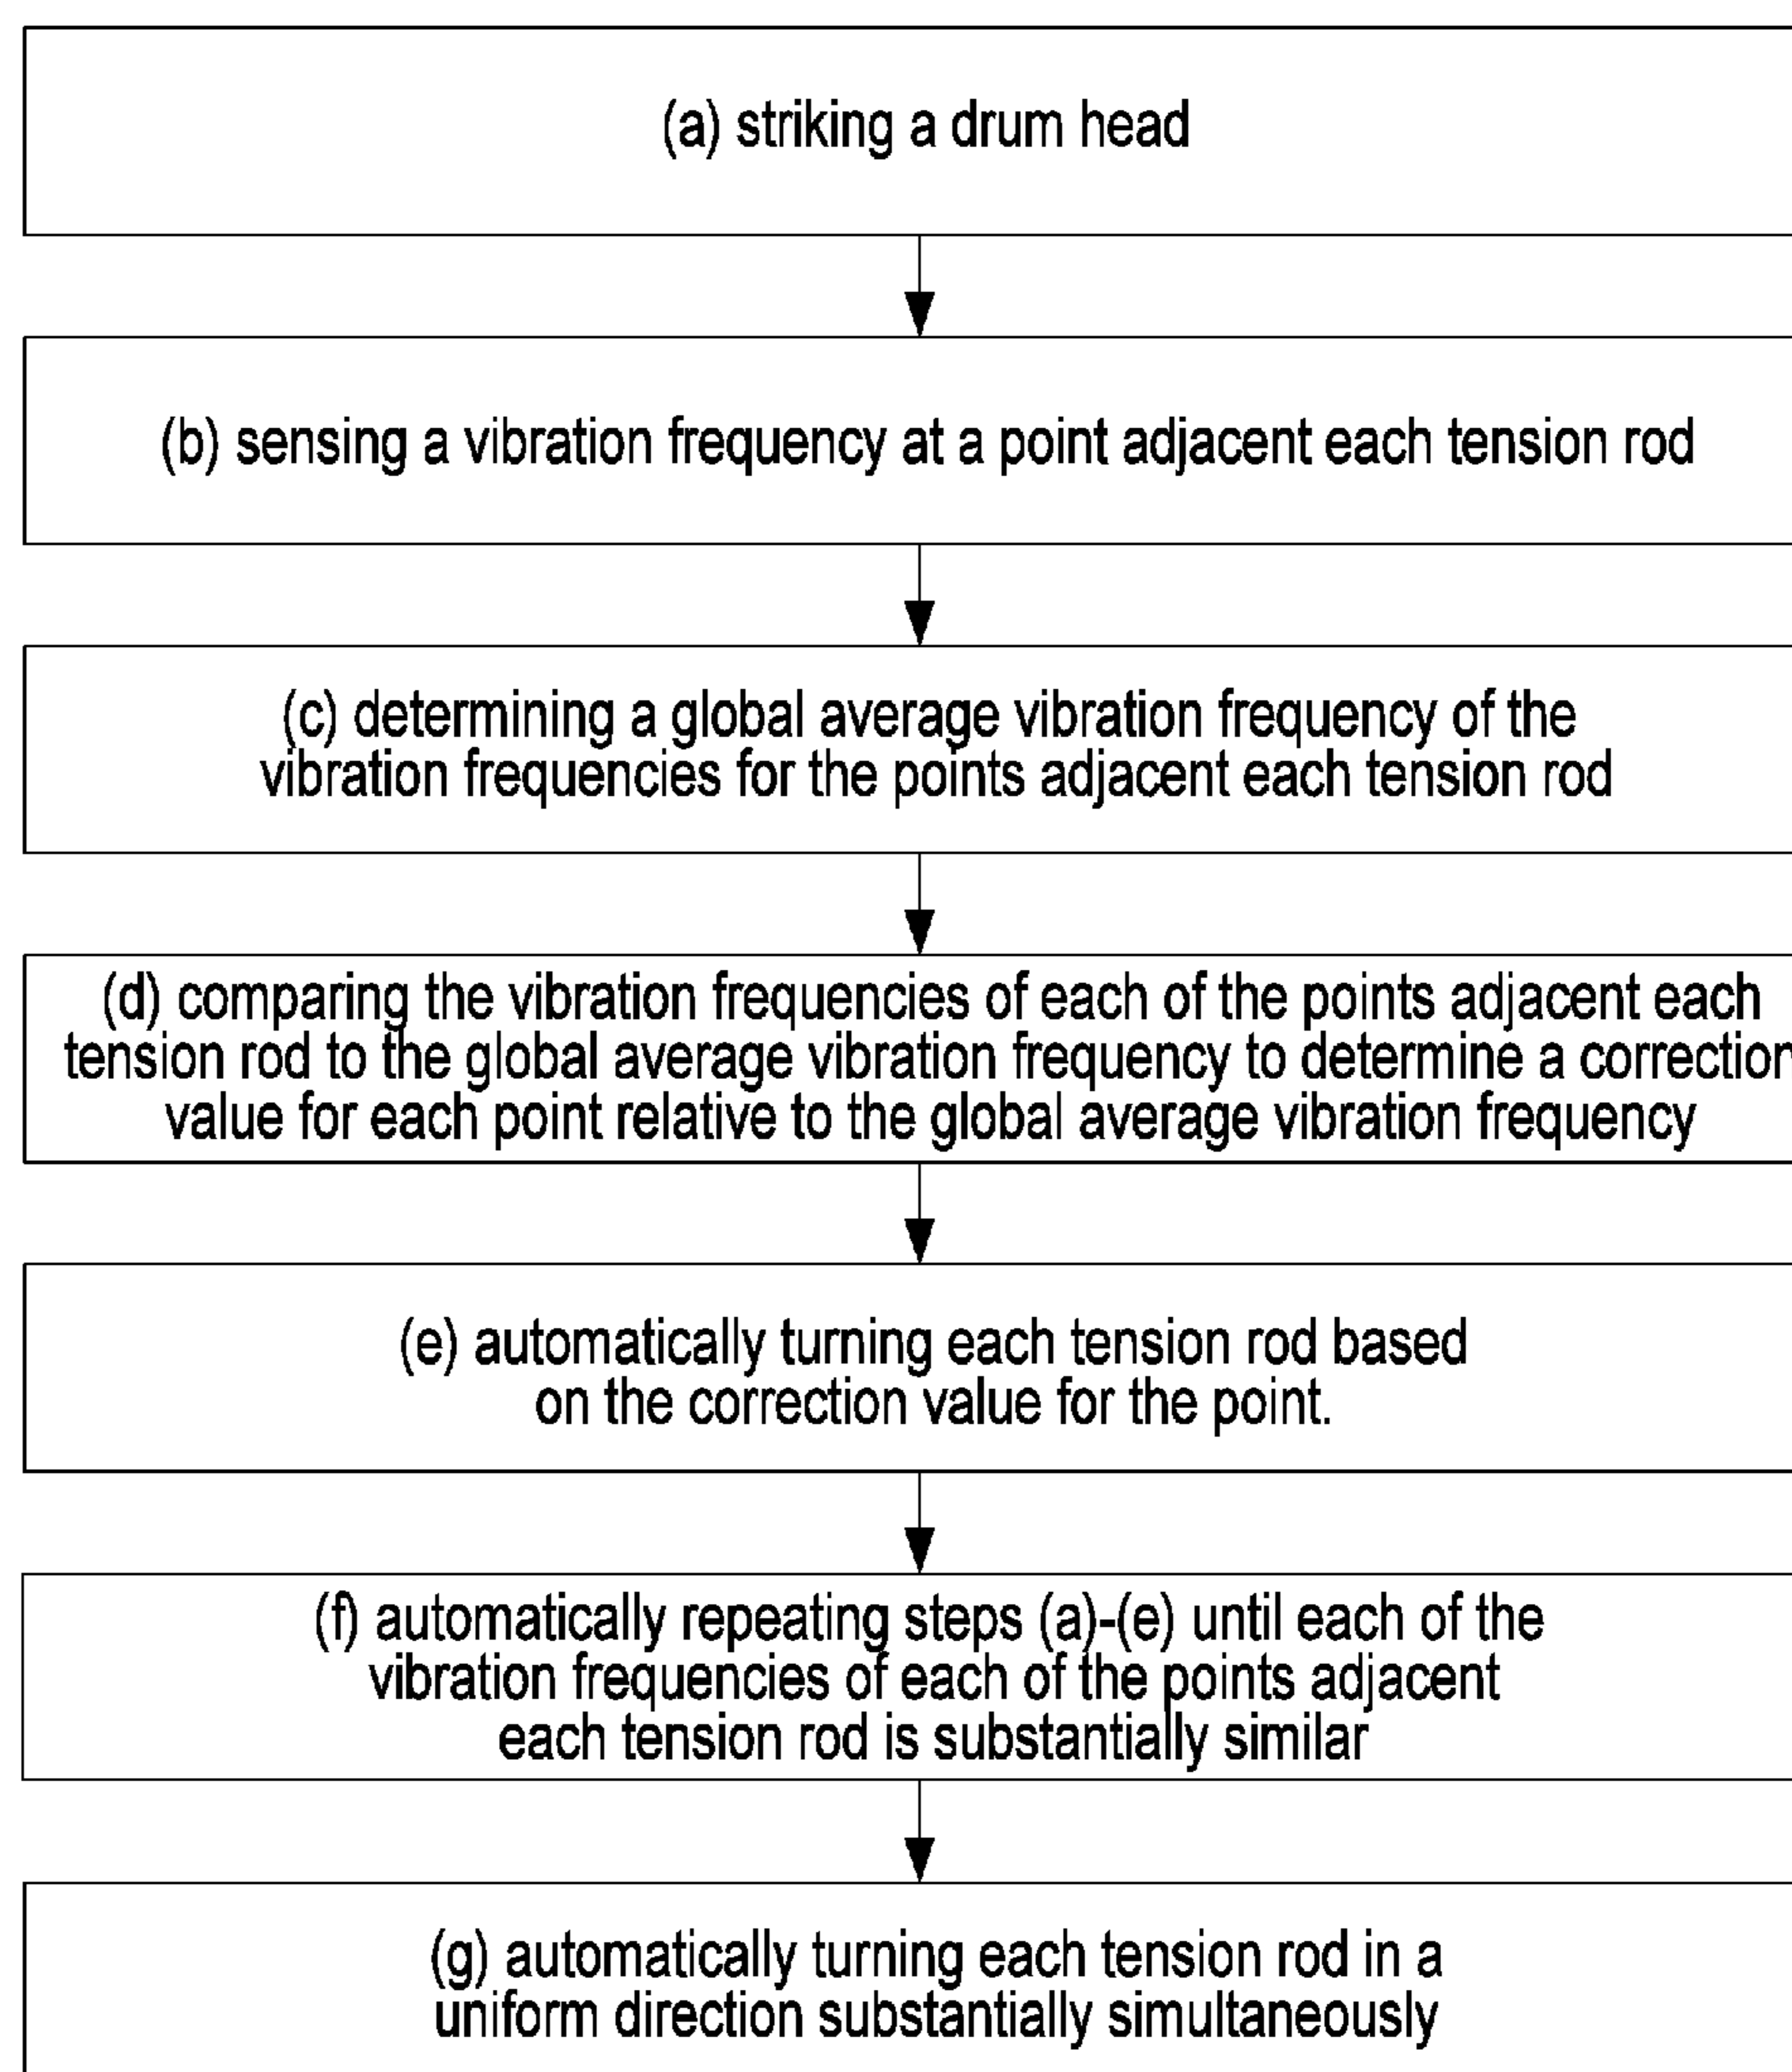 (a) striking a drum head
(b) sensing a vibration frequency at a point adjacent each tension rod
(c) determining a global average vibration frequency of the
vibration frequencies for the points adjacent each tension rod
(d) comparing the vibration frequencies of each of the points adjacent each
tension rod to the global average vibration frequency to determine a correction
value for each point relative to the global average vibration frequency
(e) automatically turning each tension rod based
on the correction value for the point.
(f) automatically repeating steps (a)-(e) until each of the
vibration frequencies of each of the points adjacent
each tension rod is substantially similar
(g) automatically turning each tension rod in a
uniform direction substantially simultaneously